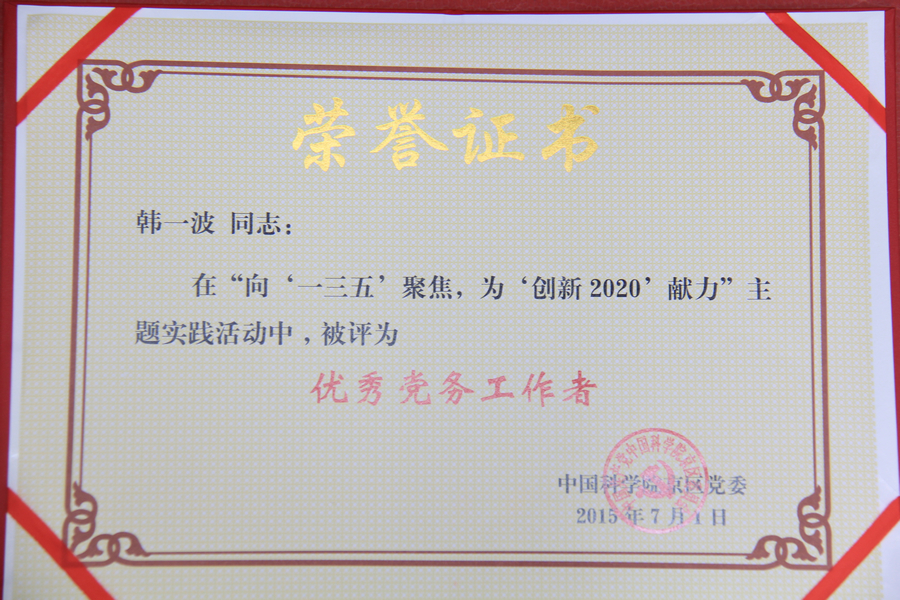 荣誉证书
韩一波 同志：
在“向‘一三五’聚焦，为‘创新2020’献力”主
题实践活动中，被评为
优秀党务工作者
中国科学院京区党委
2015年7月1日